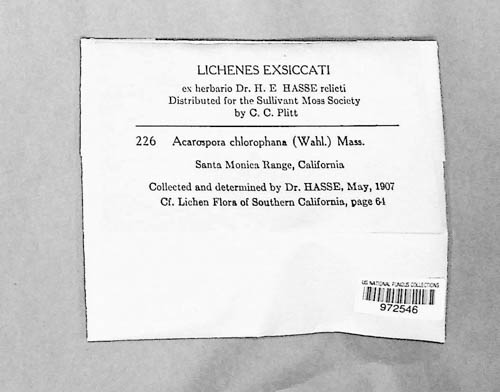 LICHENES EXSICCATI
ex herbario Dr. H. E HASSE relicti
Distributed for the Sullivant Moss Society
by C. C. Plitt
226 Acarospora chlorophana (Wahl.) Mass.
Santa Monica Range, California
Collected and determined by Dr. HASSE, May, 1907
Cf. Lichen Flora of Southern California, page 64
US NATIONAL FUNGUS COLLECTIONS
972546